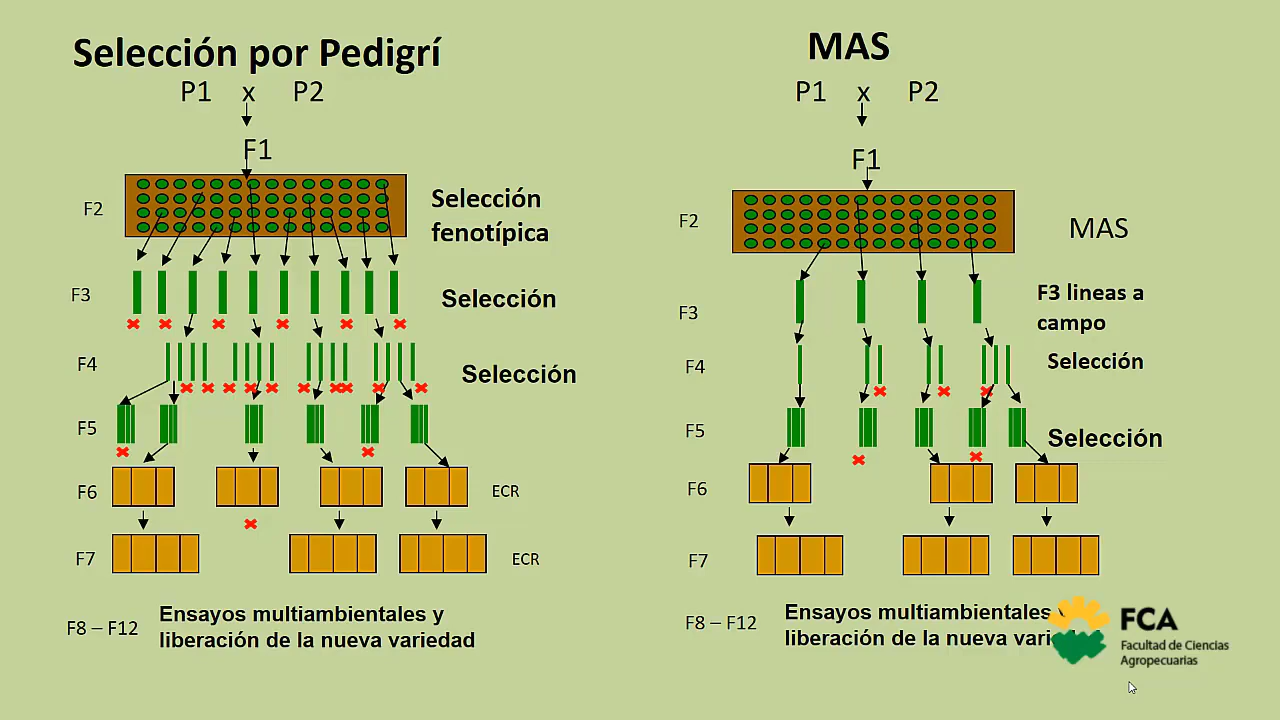 Selección por Pedigrí
P1 x P2
F1
F2
Selección
fenotípica
F3
Selección
F4
Selección
F5
F6
ECR
F7
ECR
F8 – F12
Ensayos multiambientales y
liberación de la nueva variedad
MAS
P1 x P2
F1
F2
MAS
F3
F3 lineas a
campo
F4
Selección
F5
Selección
F6
F7
F8 – F12
Ensayos multiambientales
liberación de la nueva
FCA
Facultad de Ciencias
Agropecuarias